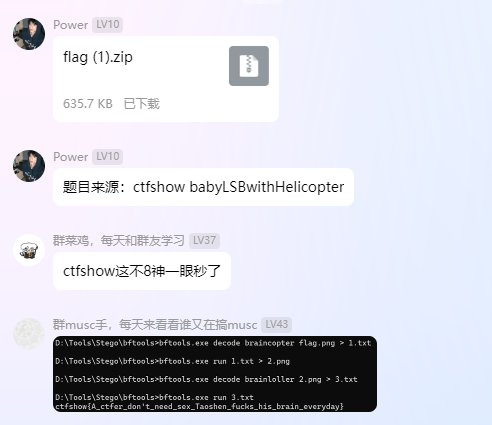 Power LV10
flag (1).zip
635.7 KB 已下载
Power LV10
题目来源：ctfshow babyLSBwithHelicopter
群菜鸡，每天和群友学习 LV37
ctfshow这不8神一眼秒了
群musc手，每天来看看谁又在搞musc LV43
D:\Tools\Stego\bftools>bftools.exe decode braincopter flag.png > 1.txt
D:\Tools\Stego\bftools>bftools.exe run 1.txt > 2.png
D:\Tools\Stego\bftools>bftools.exe decode brainloller 2.png > 3.txt
D:\Tools\Stego\bftools>bftools.exe run 3.txt
ctfshow{A_ctfer_don't_need_sex_Taoshen_fucks_his_brain_everyday}